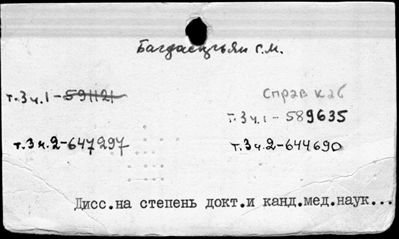 Багдасарьян Г.М.
т.3 ч.1-591121
Справ каб
т.3 ч.1-589635
т.3 ч.2-647297
т.3 ч.2-644690
Дисс.на степень докт.и канд.мед.наук...